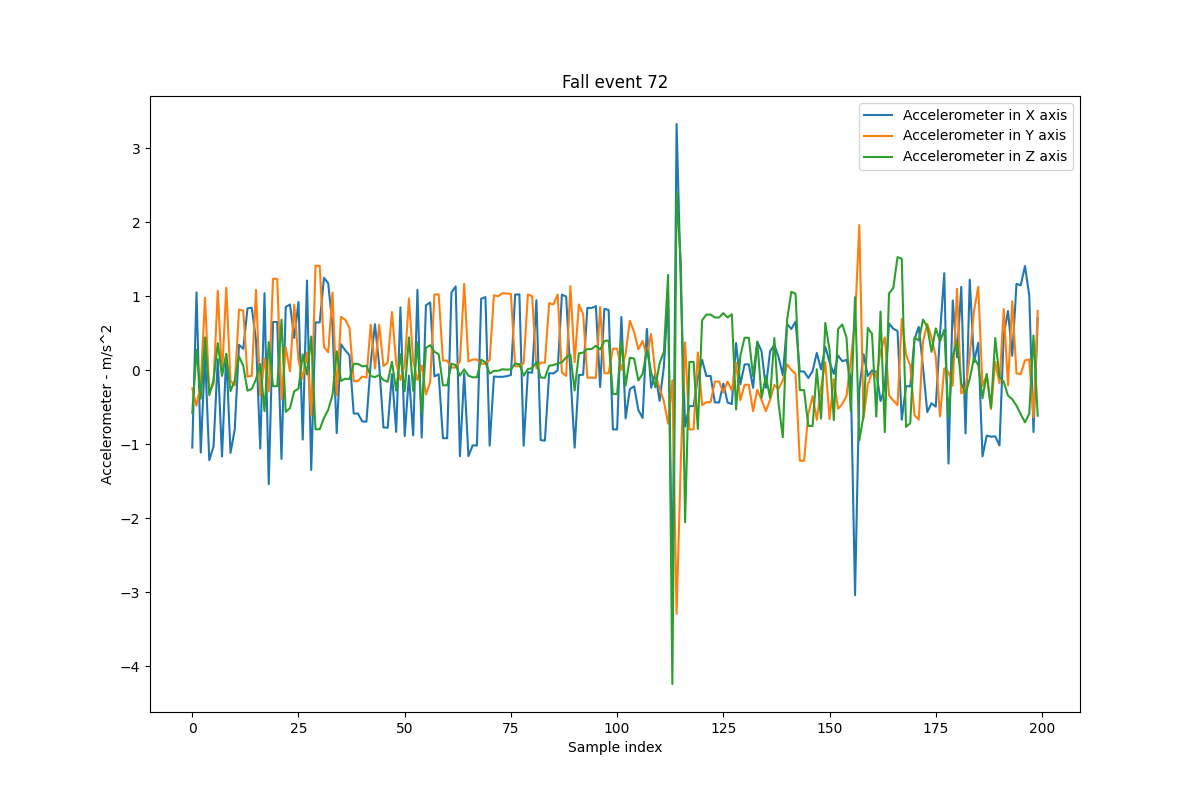 Fall event 72
Accelerometer in X axis
Accelerometer in Y axis
Accelerometer in Z axis
Accelerometer - m/s^2
3
2
1
0
−1
−2
−3
−4
0 25 50 75 100 125 150 175 200
Sample index